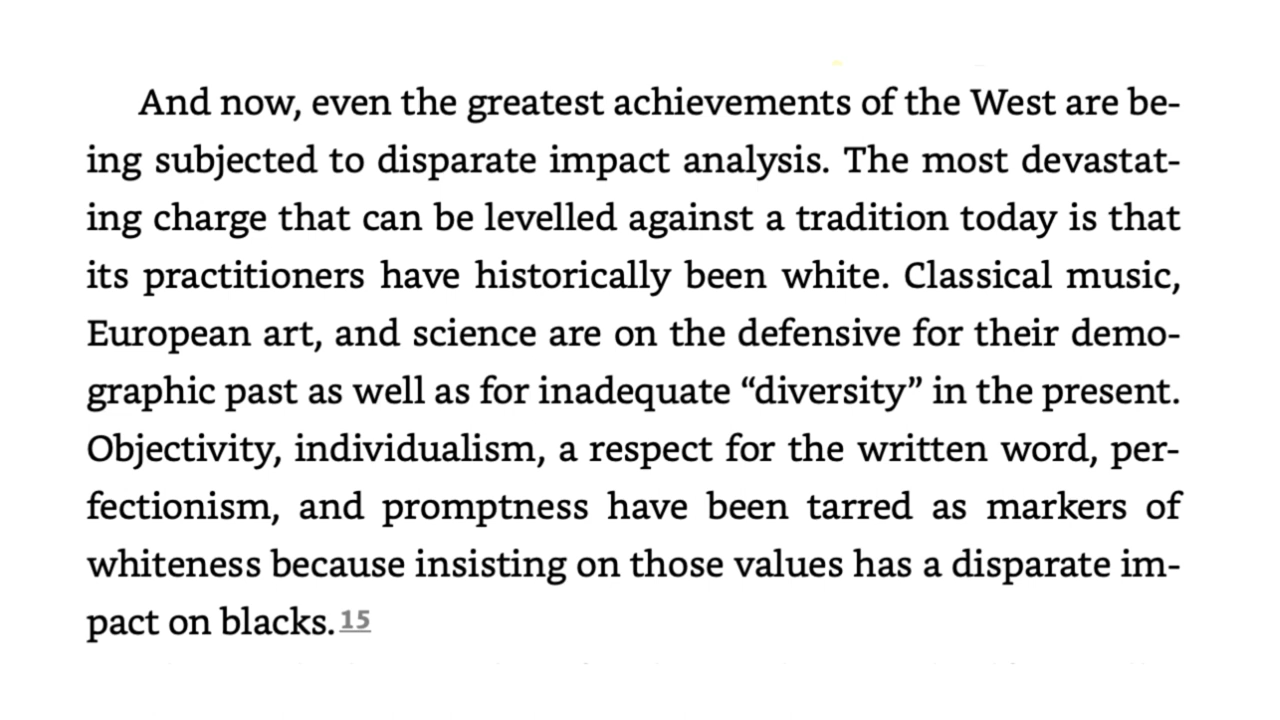 And now, even the greatest achievements of the West are be-
ing subjected to disparate impact analysis. The most devastat-
ing charge that can be levelled against a tradition today is that
its practitioners have historically been white. Classical music,
European art, and science are on the defensive for their demo-
graphic past as well as for inadequate “diversity” in the present.
Objectivity, individualism, a respect for the written word, per-
fectionism, and promptness have been tarred as markers of
whiteness because insisting on those values has a disparate im-
pact on blacks. 15